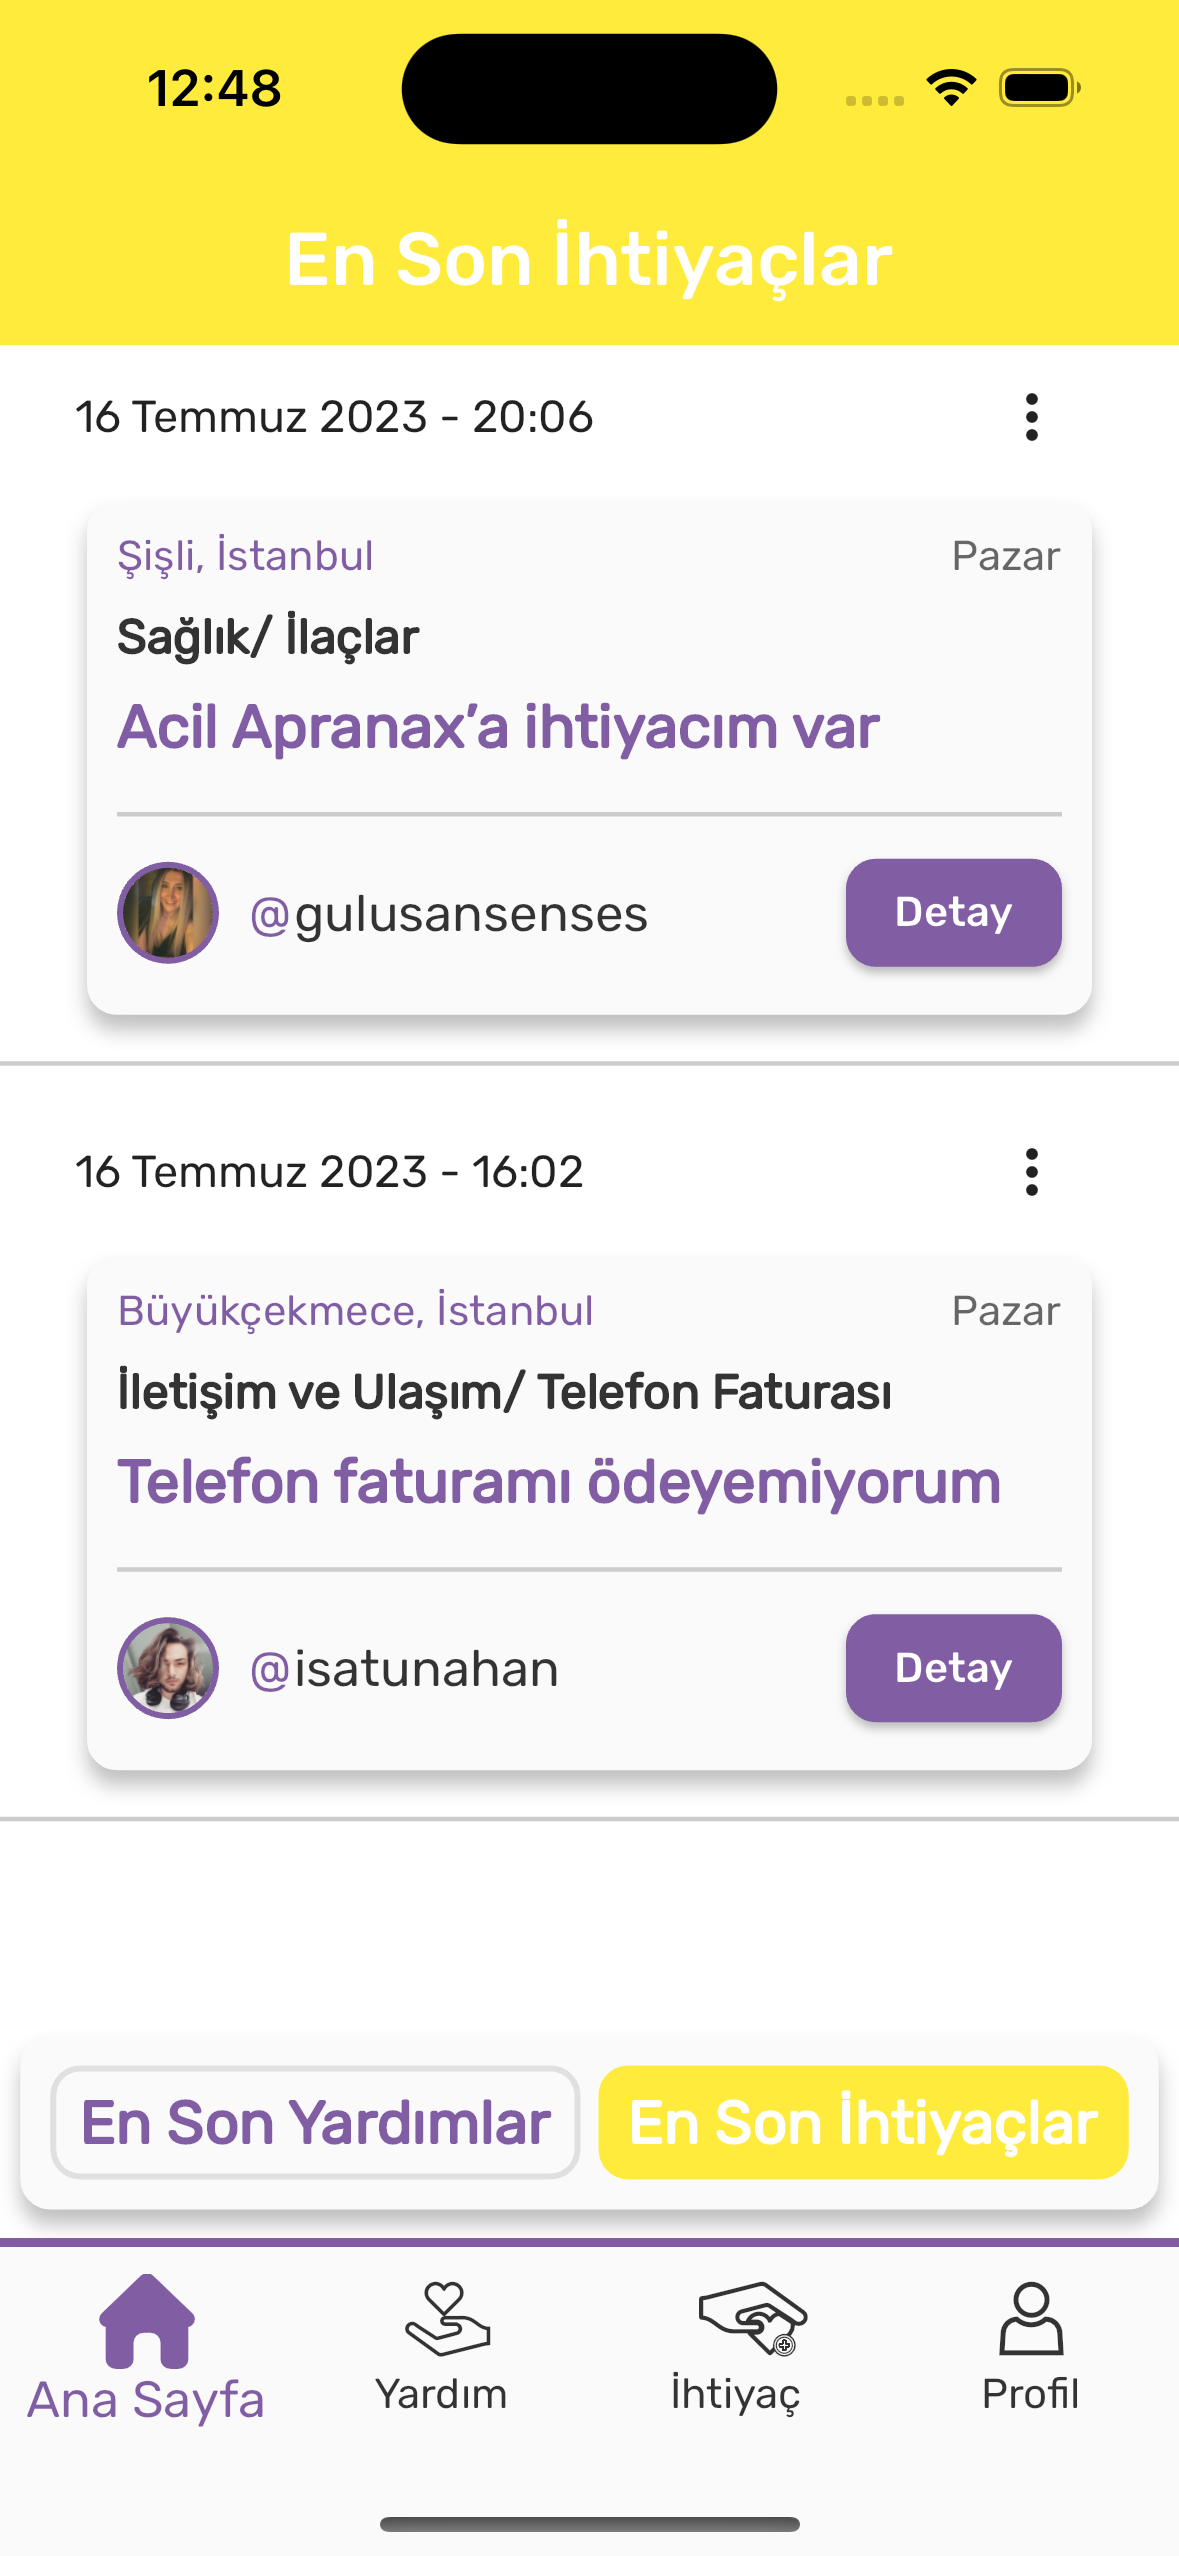 12:48
En Son İhtiyaçlar
16 Temmuz 2023 - 20:06
Şişli, İstanbul
Pazar
Sağlık/ İlaçlar
Acil Apranax’a ihtiyacım var
@gulusansenses
Detay
16 Temmuz 2023 - 16:02
Büyükçekmece, İstanbul
Pazar
İletişim ve Ulaşım/ Telefon Faturası
Telefon faturamı ödeyemiyorum
@isatunahan
Detay
En Son Yardımlar
En Son İhtiyaçlar
Ana Sayfa
Yardım
İhtiyaç
Profil